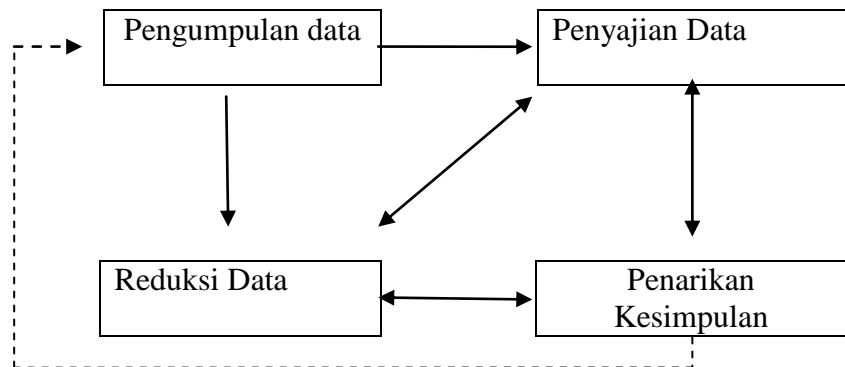 Pengumpulan data
Penyajian Data
Reduksi Data
Penarikan
Kesimpulan